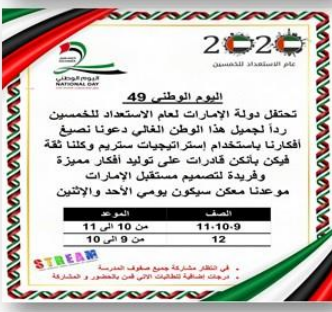 2020
عام الاستعداد للخمسين
اليوم الوطني
NATIONAL DAY
اليوم الوطني 49
تحتفل دولة الإمارات لعام الاستعداد للخمسين
رداً لجميل هذا الوطن الغالي دعونا نصيغ
أفكارنا باستخدام إستراتيجيات ستريم وكلنا ثقة
فيكن بأنكن قادرات على توليد أفكار مميزة
وفريدة لتصميم مستقبل الإمارات
موعدنا معكن سيكون يومي الأحد والإثنين
الصف الموعد
11-10-9 من 10 الى 11
12 من 9 الى 10
STREAM
في انتظار مشاركة جميع صفوف المدرسة
درجات إضافية للطالبات الاتي قمن بالحضور و المشاركة